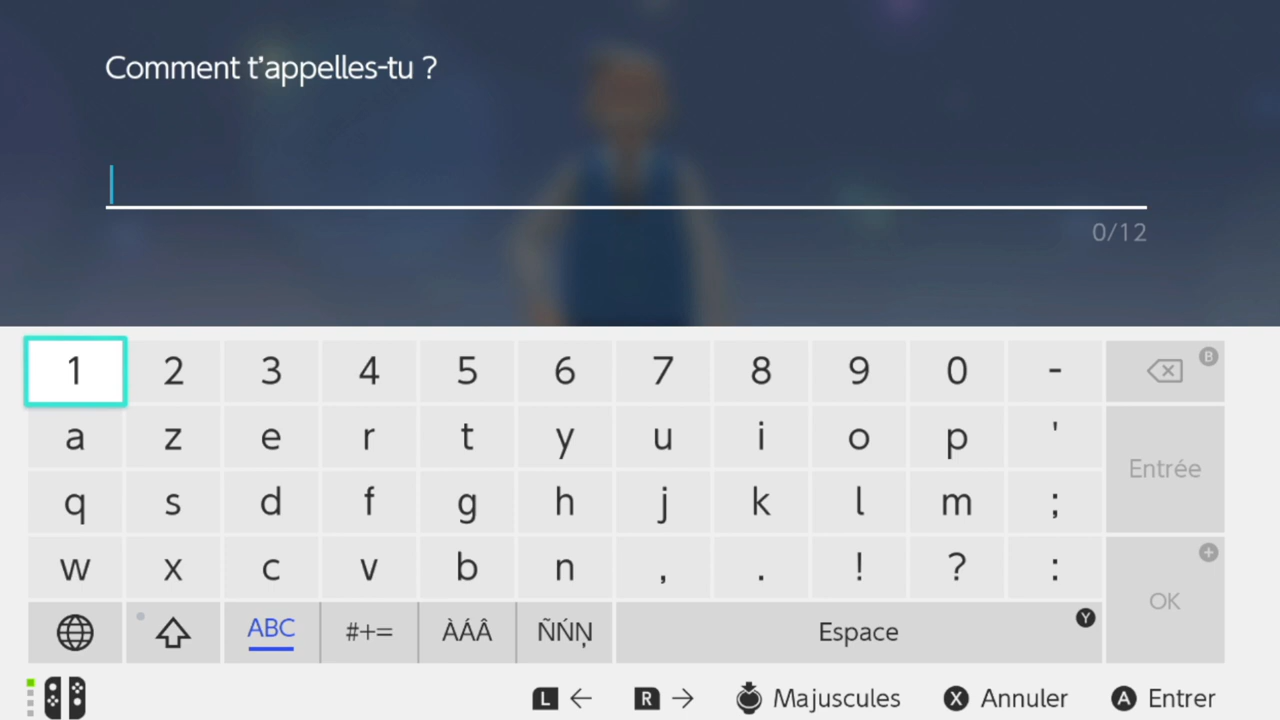 Comment t'appelles-tu ?
0/12
1 2 3 4 5 6 7 8 9 0 - B
a z e r t y u i o p '
Entrée
q s d f g h j k l m ;
w x c v b n , . ! ? : +
OK
ABC #+= ÀÁÂ ÑŃŅ Espace Y
L ← R → Majuscules X Annuler A Entrer